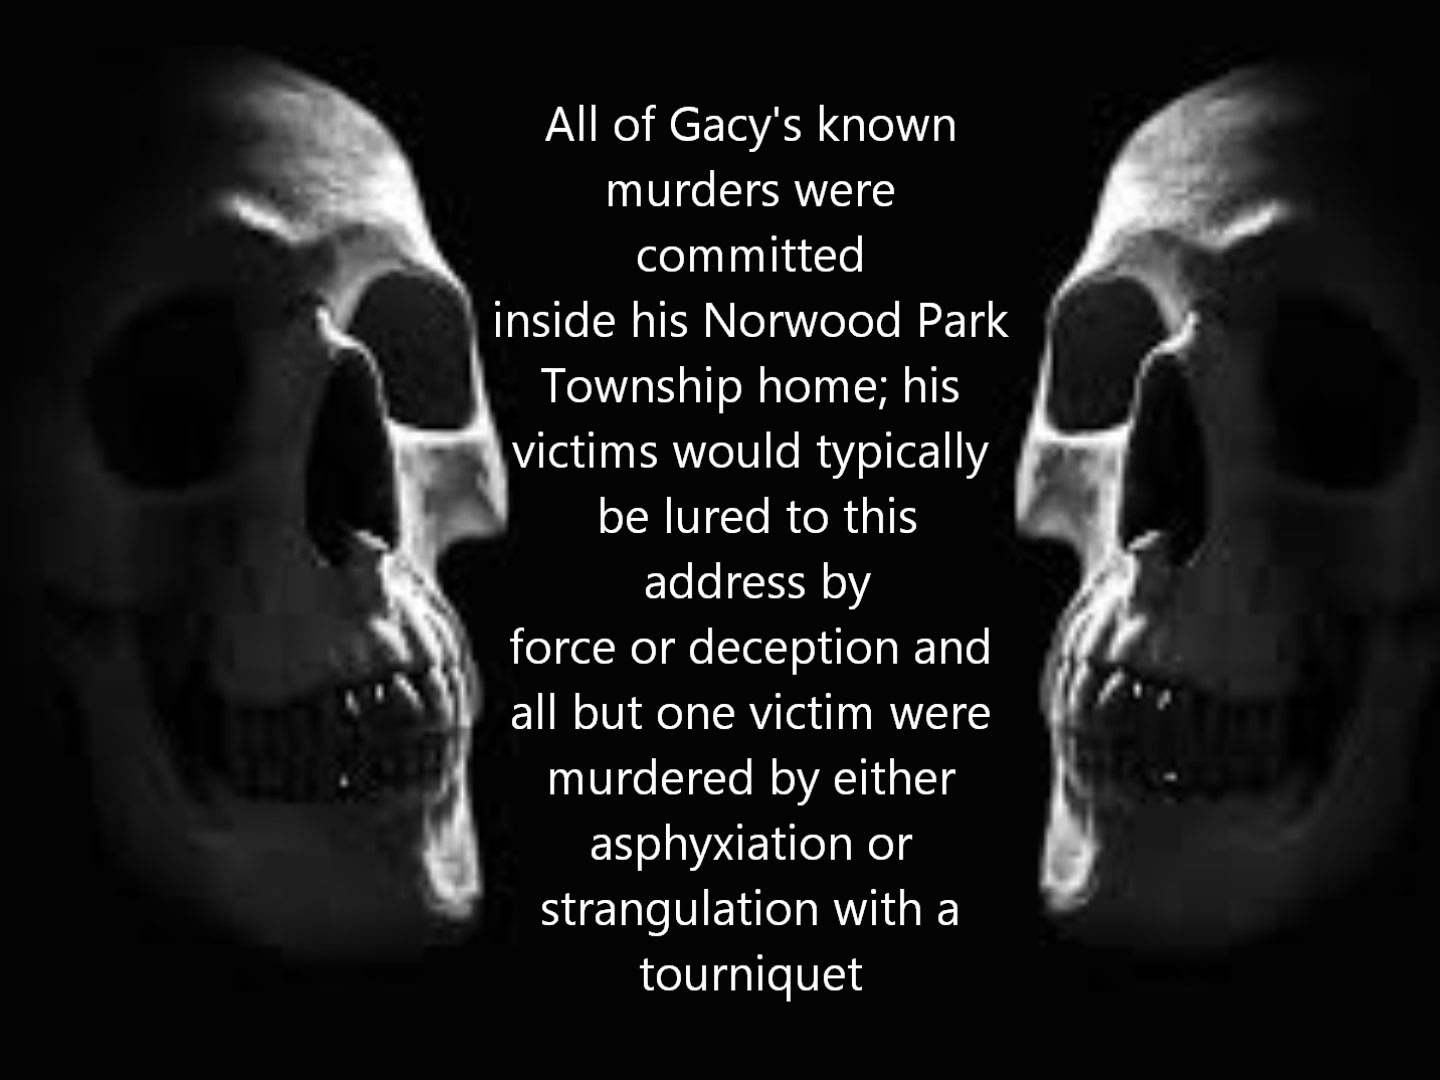 All of Gacy's known
murders were
committed
inside his Norwood Park
Township home; his
victims would typically
be lured to this
address by
force or deception and
all but one victim were
murdered by either
asphyxiation or
strangulation with a
tourniquet